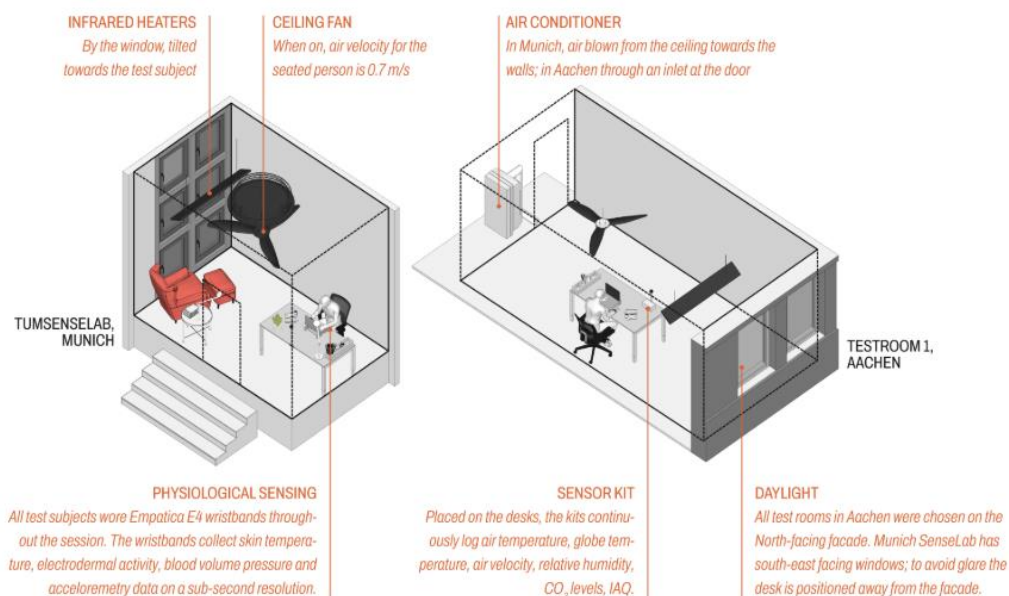 INFRARED HEATERS
By the window, tilted
towards the test subject
CEILING FAN
When on, air velocity for the
seated person is 0.7 m/s
AIR CONDITIONER
In Munich, air blown from the ceiling towards the
walls; in Aachen through an inlet at the door
TUMSENSELAB,
MUNICH
TESTROOM 1,
AACHEN
PHYSIOLOGICAL SENSING
All test subjects wore Empatica E4 wristbands through-
out the session. The wristbands collect skin tempera-
ture, electrodermal activity, blood volume pressure and
acceloremetry data on a sub-second resolution.
SENSOR KIT
Placed on the desks, the kits continu-
ously log air temperature, globe tem-
perature, air velocity, relative humidity,
CO₂ levels, IAQ.
DAYLIGHT
All test rooms in Aachen were chosen on the
North-facing facade. Munich SenseLab has
south-east facing windows; to avoid glare the
desk is positioned away from the facade.